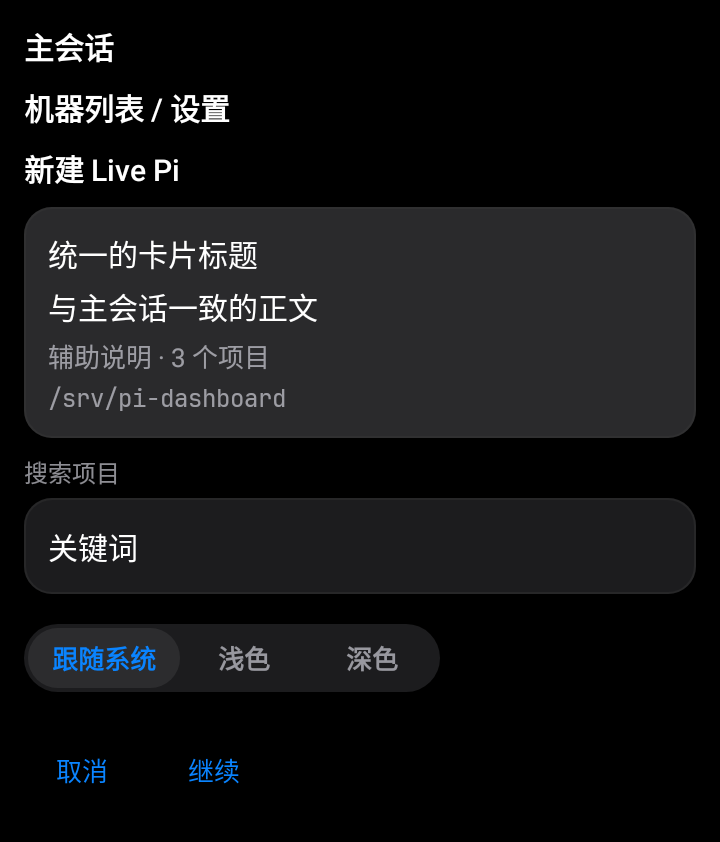 主会话
机器列表 / 设置
新建 Live Pi
统一的卡片标题
与主会话一致的正文
辅助说明 · 3 个项目
/srv/pi-dashboard
搜索项目
关键词
跟随系统 浅色 深色
取消 继续